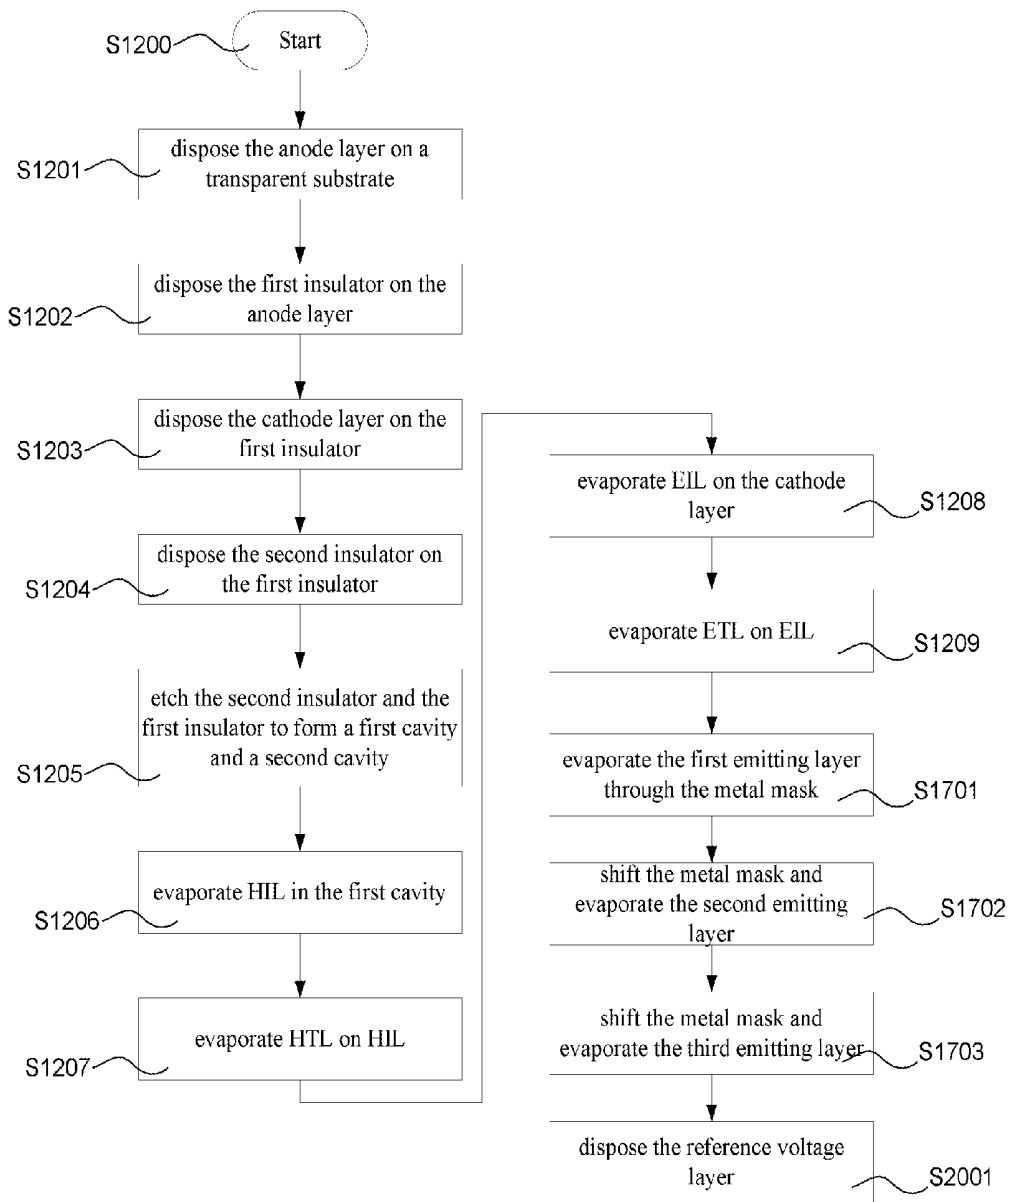 S1200
Start
S1201
dispose the anode layer on a
transparent substrate
S1202
dispose the first insulator on the
anode layer
S1203
dispose the cathode layer on the
first insulator
S1204
dispose the second insulator on
the first insulator
S1205
etch the second insulator and the
first insulator to form a first cavity
and a second cavity
S1206
evaporate HIL in the first cavity
S1207
evaporate HTL on HIL
evaporate EIL on the cathode
layer
S1208
evaporate ETL on EIL
S1209
evaporate the first emitting layer
through the metal mask
S1701
shift the metal mask and
evaporate the second emitting
layer
S1702
shift the metal mask and
evaporate the third emitting layer
S1703
dispose the reference voltage
layer
S2001